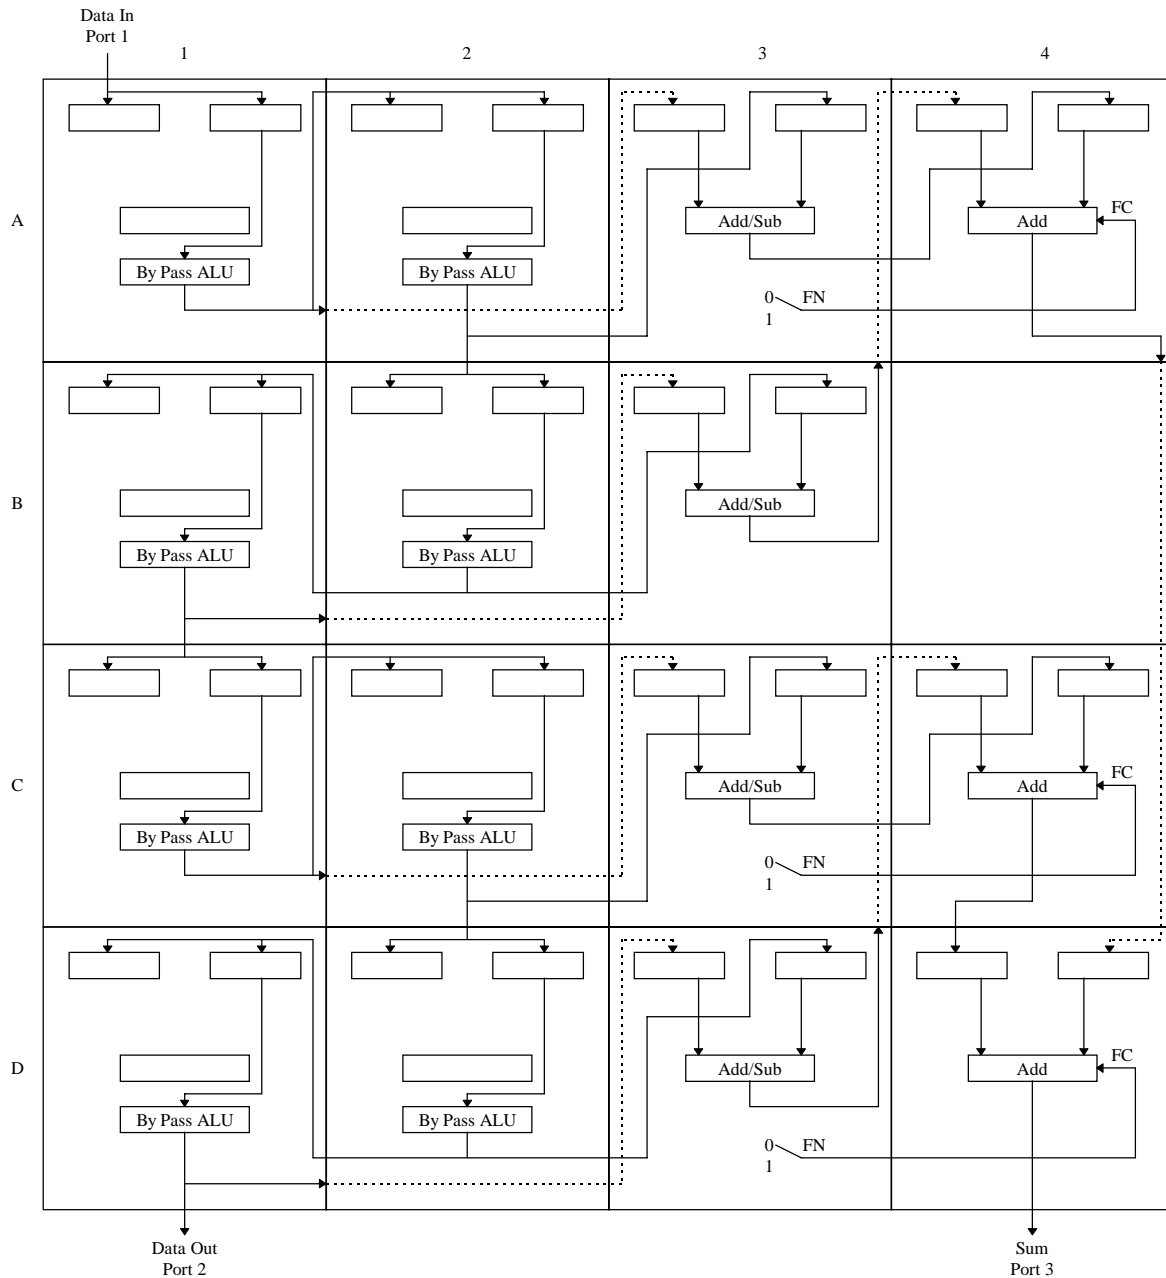 Data In
Port 1
1
2
3
4
A
Add/Sub
Add
FC
By Pass ALU
By Pass ALU
0
FN
1
B
Add/Sub
By Pass ALU
By Pass ALU
C
Add/Sub
Add
FC
By Pass ALU
By Pass ALU
0
FN
1
D
Add/Sub
Add
FC
By Pass ALU
By Pass ALU
0
FN
1
Data Out
Port 2
Sum
Port 3